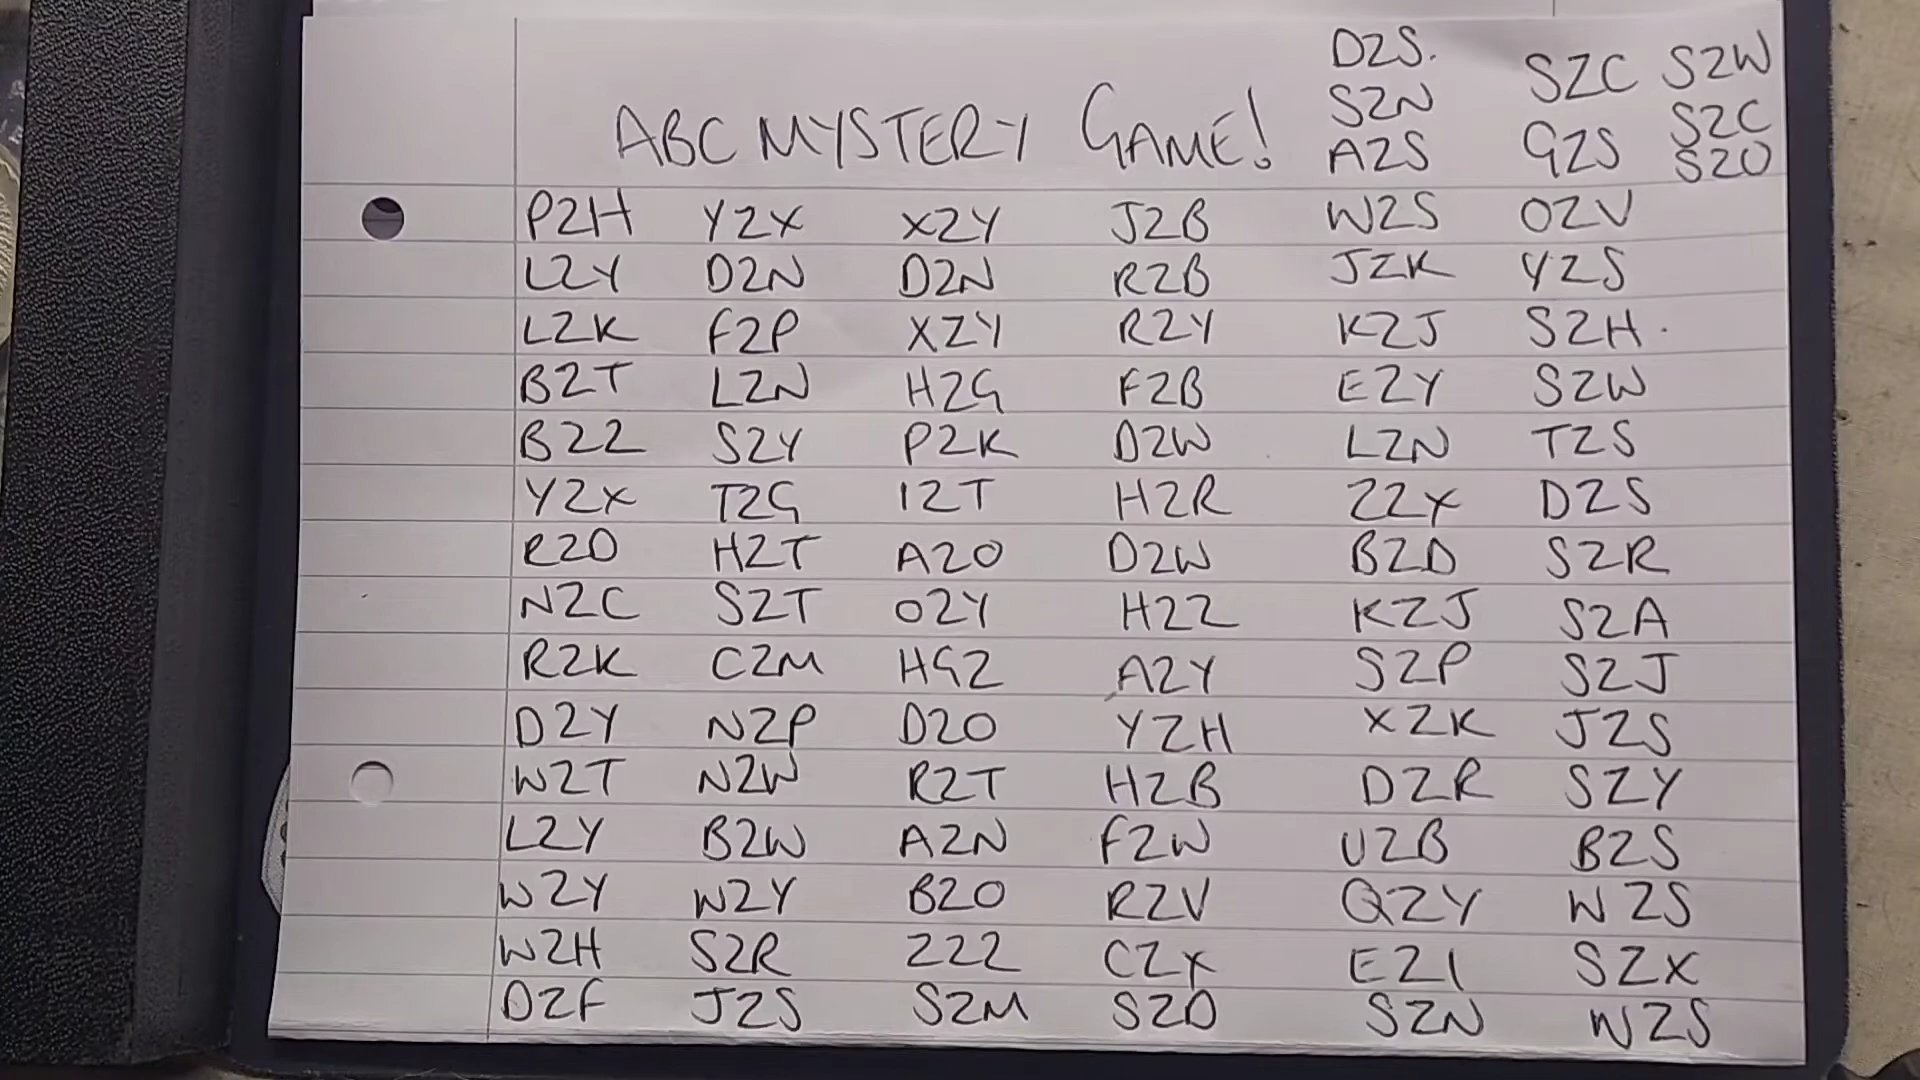 D2S.
S2C S2W
ABC MYSTERY GAME!
S2N
S2C
A2S G2S S2O
P2H Y2X X2Y J2B W2S O2V
L2Y D2N D2N R2B J2K Y2S
L2K F2P X2Y R2Y K2J S2H.
B2T L2N H2G F2B E2Y S2W
B22 S2Y P2K D2W L2N T2S
Y2X T2G I2T H2R Z2X D2S
R2O H2T A2O D2W B2D S2R
N2C S2T O2Y H2Z K2J S2A
R2K C2M HG2 A2Y S2P S2J
D2Y N2P D2O Y2H X2K J2S
W2T N2W R2T H2B D2R S2Y
L2Y B2W A2N F2W U2B B2S
W2Y W2Y B2O R2V Q2Y W2S
W2H S2R 222 C2X E2I S2X
D2F J2S S2M S2D S2N W2S